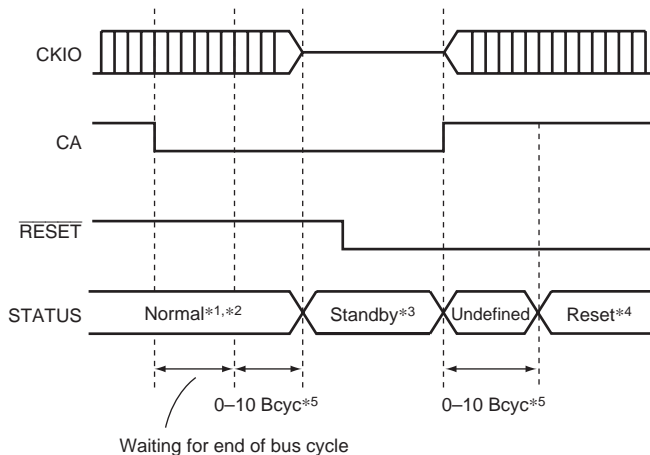 CKIO
CA
RESET
STATUS Normal*1,*2 Standby*3 Undefined Reset*4
0–10 Bcyc*5 0–10 Bcyc*5
Waiting for end of bus cycle